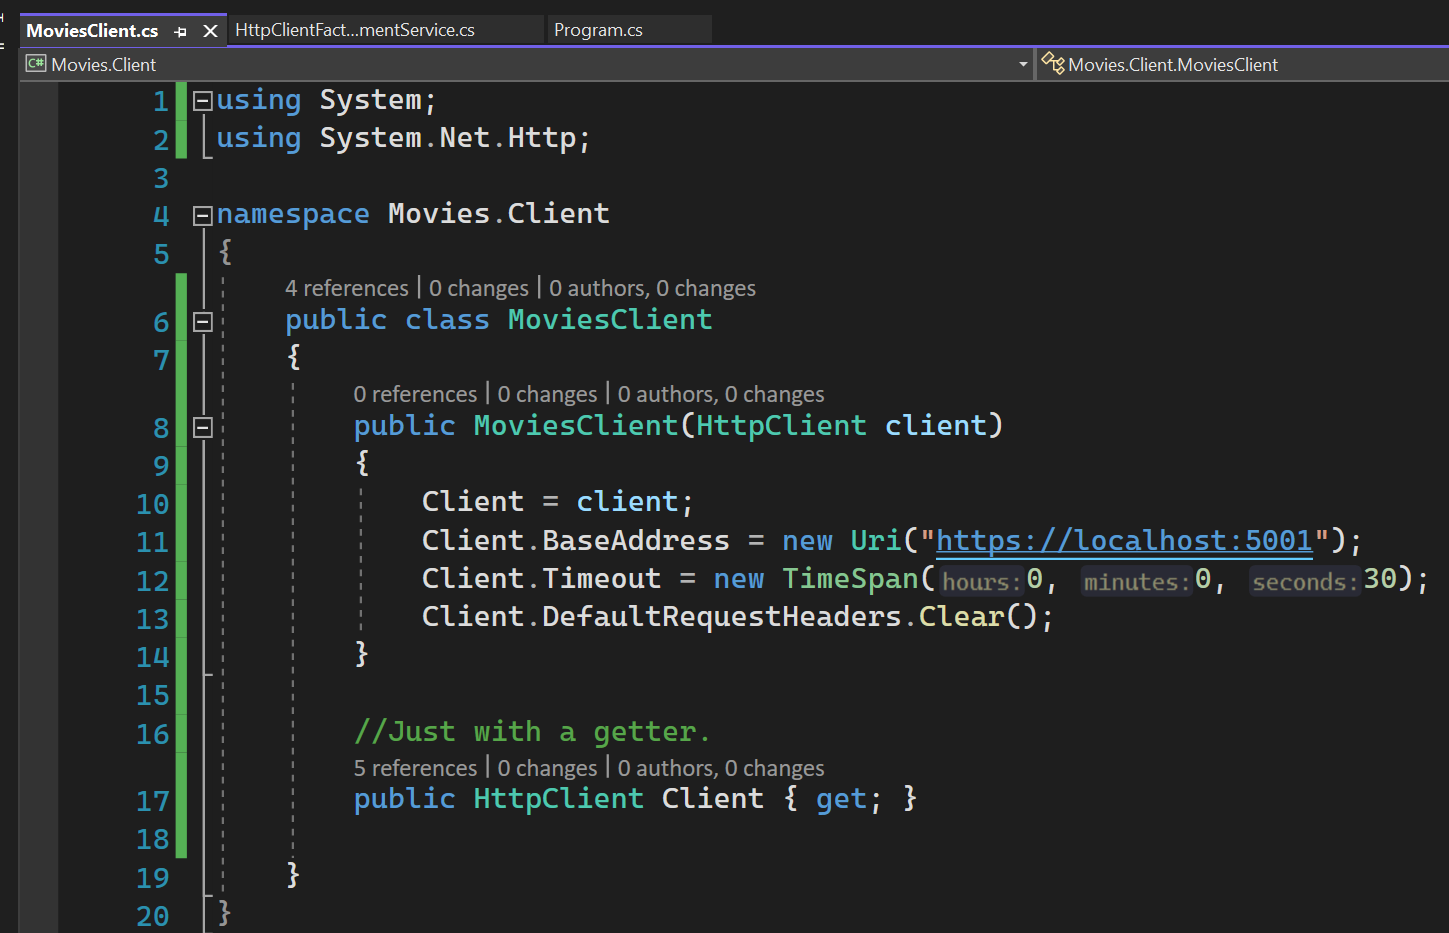 MoviesClient.cs
HttpClientFact...mentService.cs
Program.cs
C# Movies.Client
Movies.Client.MoviesClient
1 using System;
2 using System.Net.Http;
3
4 namespace Movies.Client
5 {
4 references | 0 changes | 0 authors, 0 changes
6 public class MoviesClient
7 {
0 references | 0 changes | 0 authors, 0 changes
8 public MoviesClient(HttpClient client)
9 {
10 Client = client;
11 Client.BaseAddress = new Uri("https://localhost:5001");
12 Client.Timeout = new TimeSpan(hours:0, minutes:0, seconds:30);
13 Client.DefaultRequestHeaders.Clear();
14 }
15
16 //Just with a getter.
5 references | 0 changes | 0 authors, 0 changes
17 public HttpClient Client { get; }
18
19 }
20 }